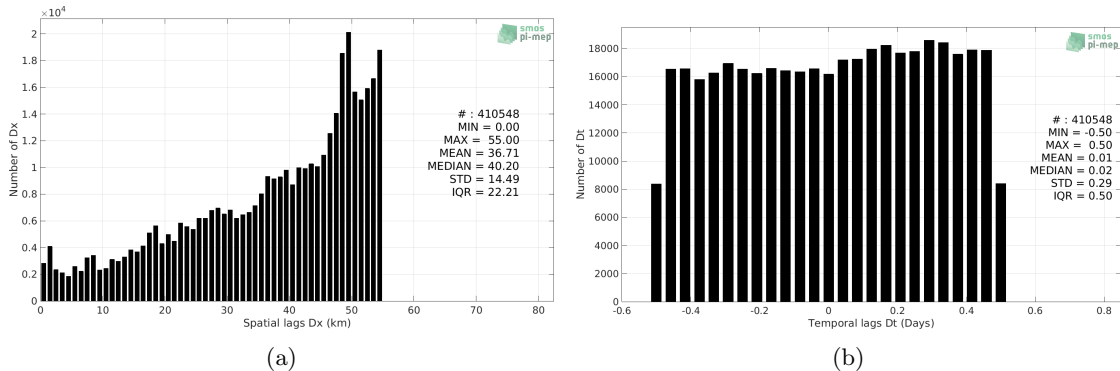 ×10⁴
2
1.8
1.6
1.4
1.2
1
0.8
0.6
0.4
0.2
0
Number of Dx
smos
pi-mep
# : 410548
MIN = 0.00
MAX = 55.00
MEAN = 36.71
MEDIAN = 40.20
STD = 14.49
IQR = 22.21
0 10 20 30 40 50 60 70 80
Spatial lags Dx (km)
(a)
18000
16000
14000
12000
10000
8000
6000
4000
2000
0
Number of Dt
smos
pi-mep
# : 410548
MIN = -0.50
MAX = 0.50
MEAN = 0.01
MEDIAN = 0.02
STD = 0.29
IQR = 0.50
-0.6 -0.4 -0.2 0 0.2 0.4 0.6 0.8
Temporal lags Dt (Days)
(b)